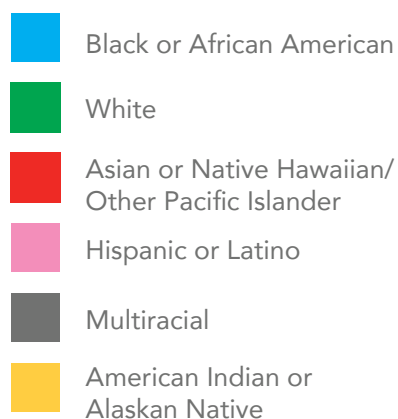 Black or African American
White
Asian or Native Hawaiian/
Other Pacific Islander
Hispanic or Latino
Multiracial
American Indian or
Alaskan Native